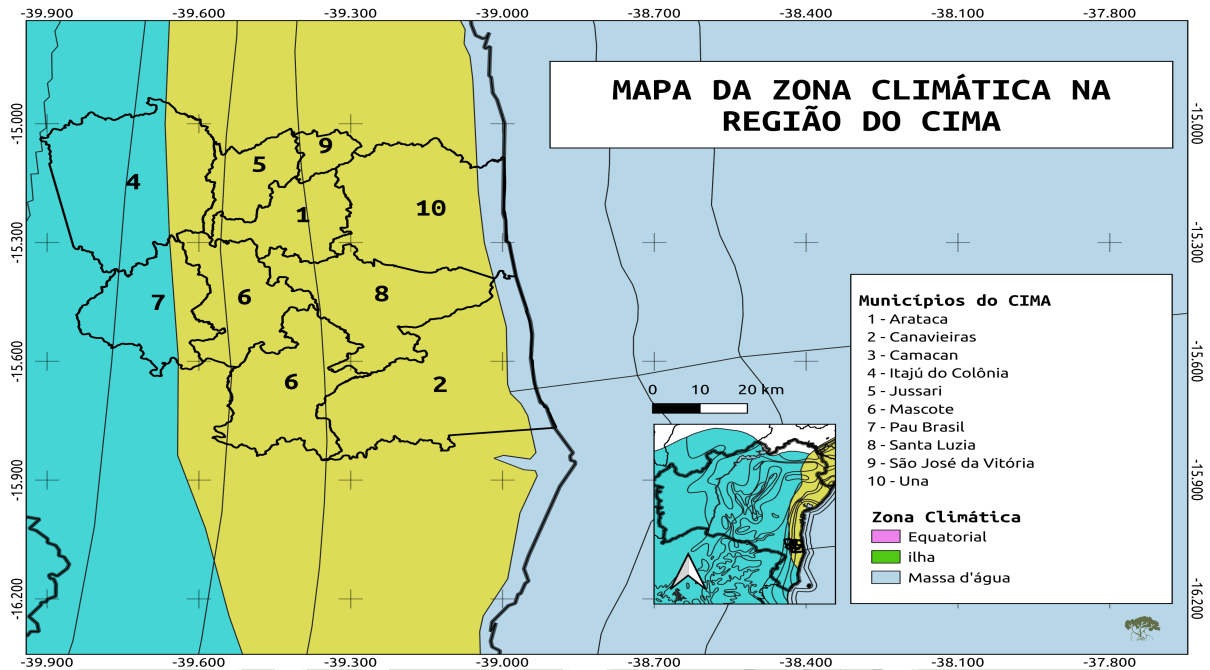 -39.900 -39.600 -39.300 -39.000 -38.700 -38.400 -38.100 -37.800
MAPA DA ZONA CLIMÁTICA NA
REGIÃO DO CIMA
-15.000 -15.000
9
5
4
10
1
-15.300 -15.300
7
6
8
Municípios do CIMA
1 - Arataca
2 - Canavieiras
3 - Camacan
4 - Itajú do Colônia
5 - Jussari
6 - Mascote
7 - Pau Brasil
8 - Santa Luzia
9 - São José da Vitória
10 - Una
-15.600 -15.600
6
2
0 10 20 km
-15.900 -15.900
Zona Climática
Equatorial
ilha
Massa d'água
-16.200 -16.200
-39.900 -39.600 -39.300 -39.000 -38.700 -38.400 -38.100 -37.800